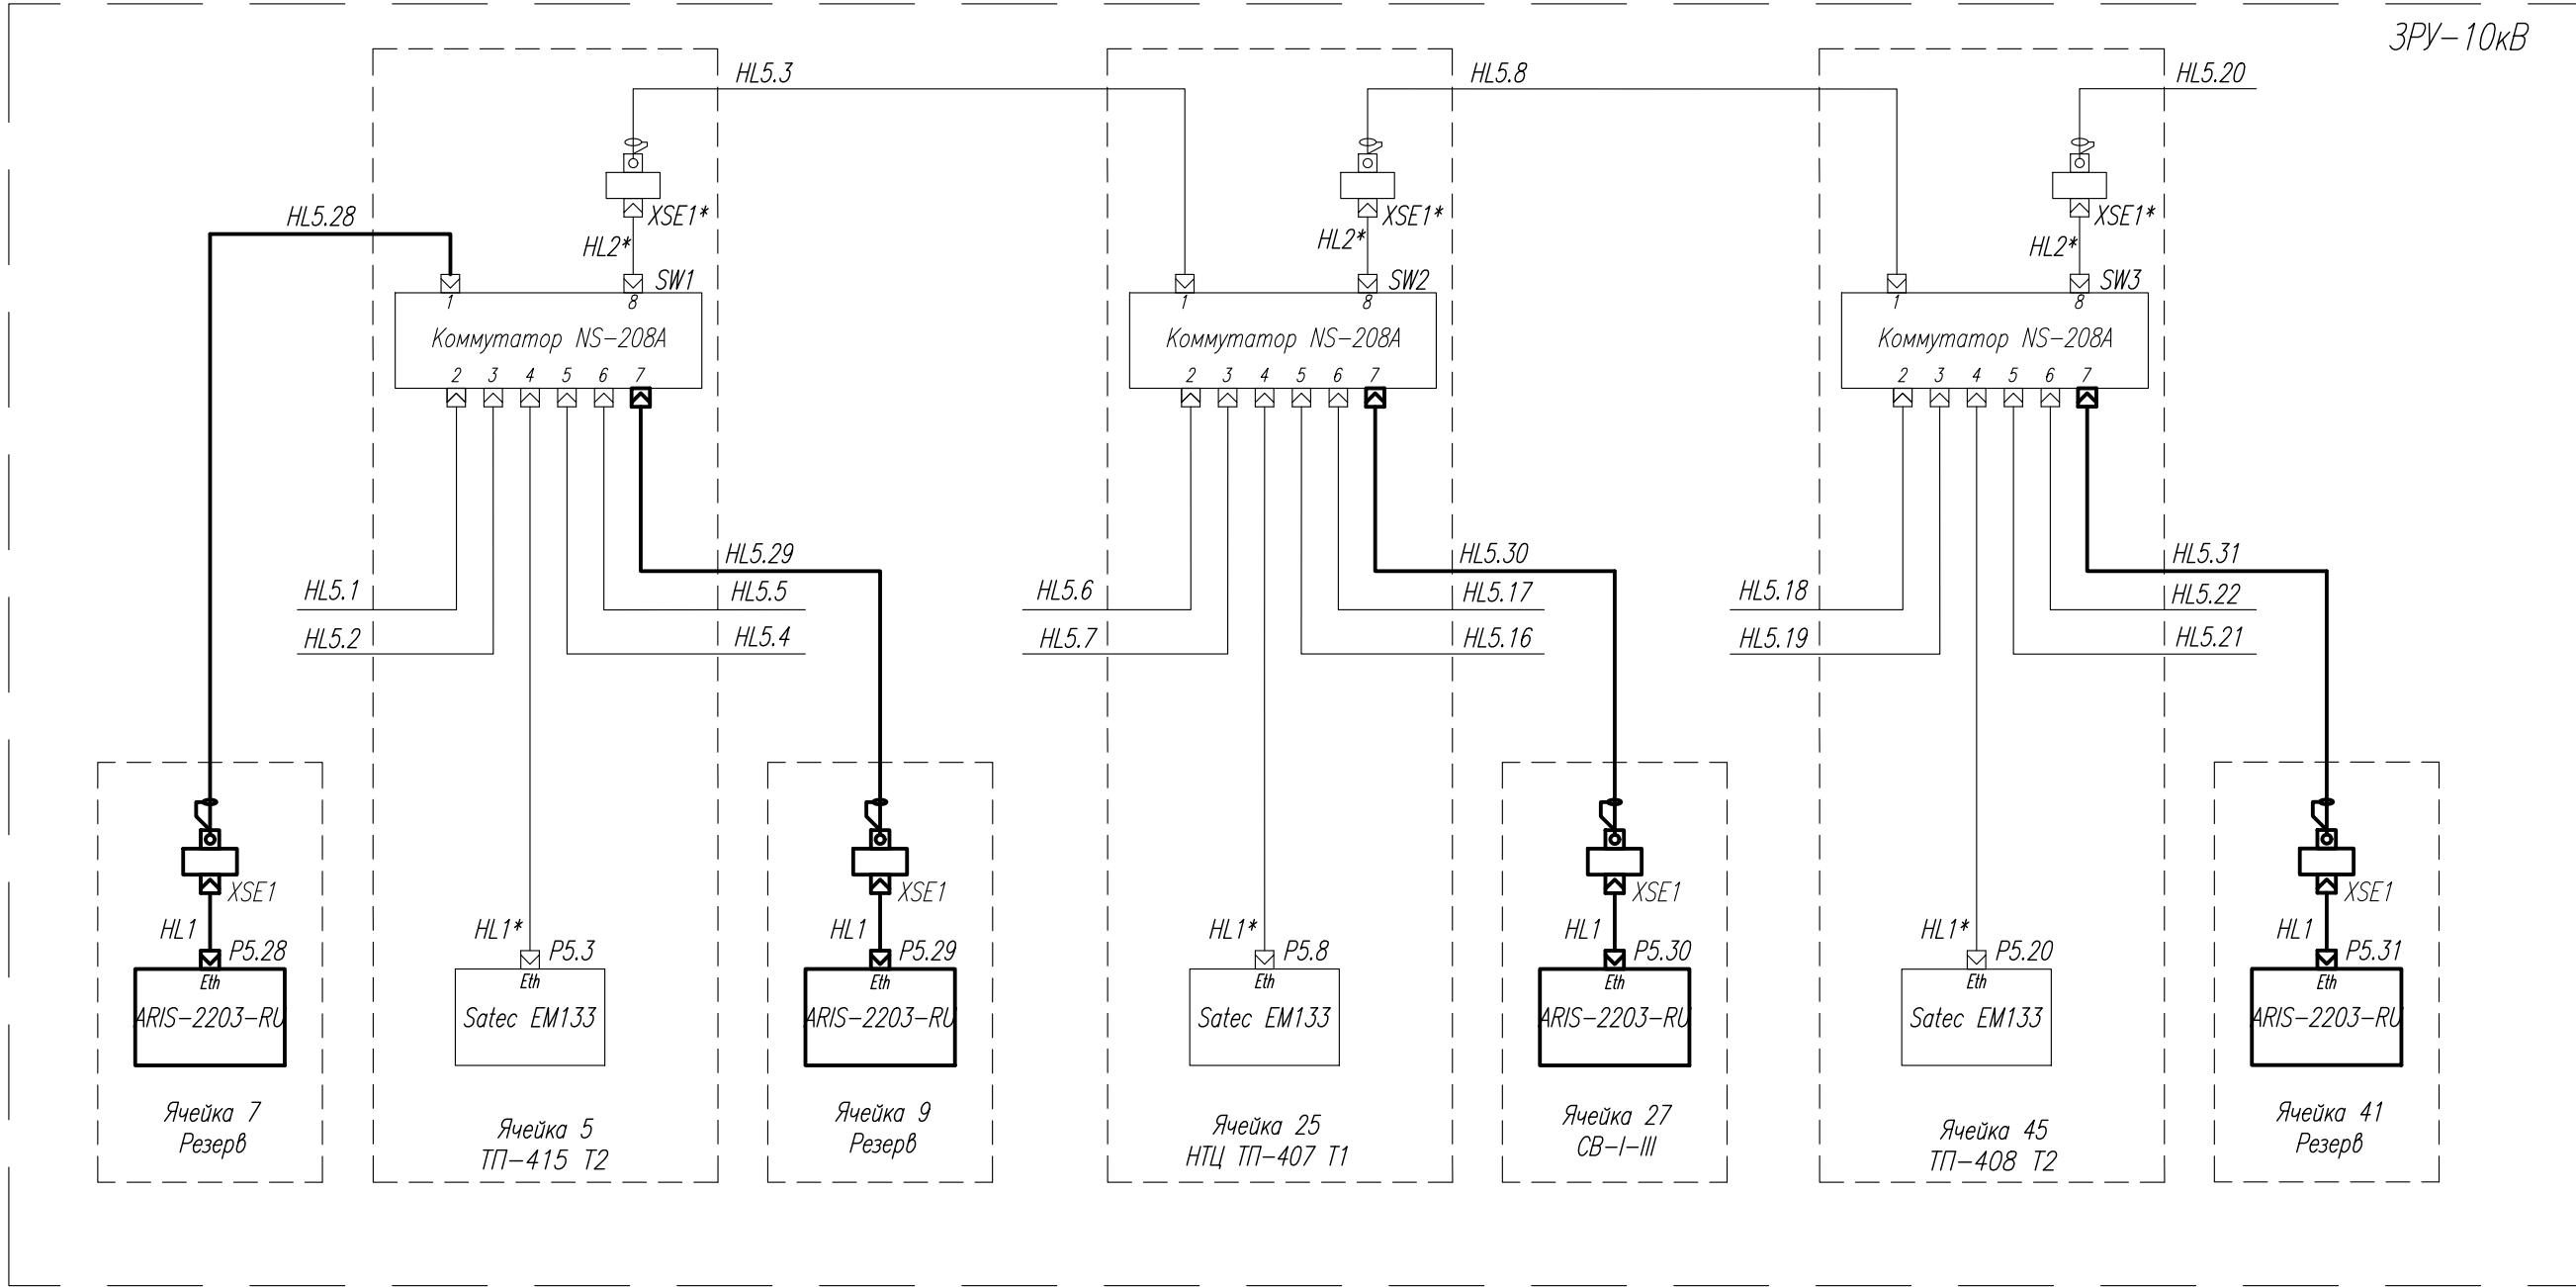 ЗРУ-10кВ
HL5.3
HL5.8
HL5.20
HL5.28
XSE1*
XSE1*
XSE1*
HL2*
HL2*
HL2*
SW1
SW2
SW3
1
8
1
8
1
8
Коммутатор NS-208A
Коммутатор NS-208A
Коммутатор NS-208A
2 3 4 5 6 7
2 3 4 5 6 7
2 3 4 5 6 7
HL5.29
HL5.30
HL5.31
HL5.1
HL5.5
HL5.6
HL5.17
HL5.18
HL5.22
HL5.2
HL5.4
HL5.7
HL5.16
HL5.19
HL5.21
XSE1
XSE1
XSE1
XSE1
HL1
HL1*
HL1
HL1*
HL1
HL1*
HL1
P5.28
P5.3
P5.29
P5.8
P5.30
P5.20
P5.31
Eth
Eth
Eth
Eth
Eth
Eth
Eth
ARIS-2203-RU
Satec EM133
ARIS-2203-RU
Satec EM133
ARIS-2203-RU
Satec EM133
ARIS-2203-RU
Ячейка 7
Резерв
Ячейка 5
ТП-415 Т2
Ячейка 9
Резерв
Ячейка 25
НТЦ ТП-407 Т1
Ячейка 27
СВ-I-III
Ячейка 45
ТП-408 Т2
Ячейка 41
Резерв